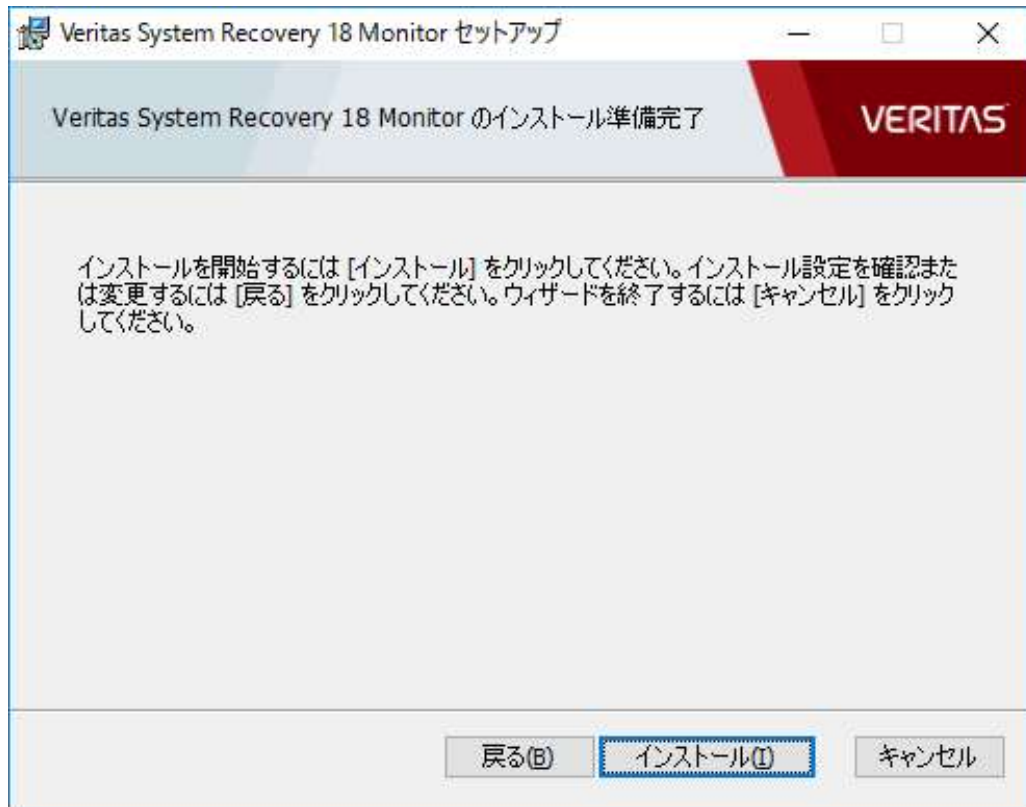 Veritas System Recovery 18 Monitor セットアップ
Veritas System Recovery 18 Monitor のインストール準備完了
VERITAS
インストールを開始するには [インストール] をクリックしてください。インストール設定を確認また
は変更するには [戻る] をクリックしてください。ウィザードを終了するには [キャンセル] をクリック
してください。
戻る(B)
インストール(I)
キャンセル